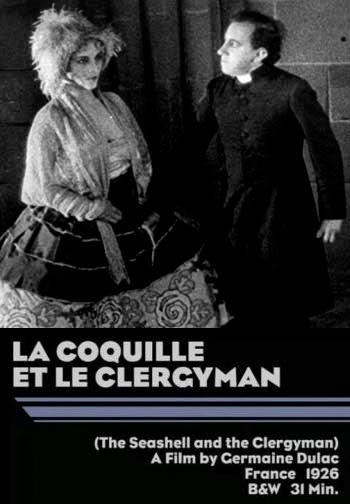 LA COQUILLE
ET LE CLERGYMAN
(The Seashell and the Clergyman)
A Film by Germaine Dulac
France 1926
B&W 31 Min.